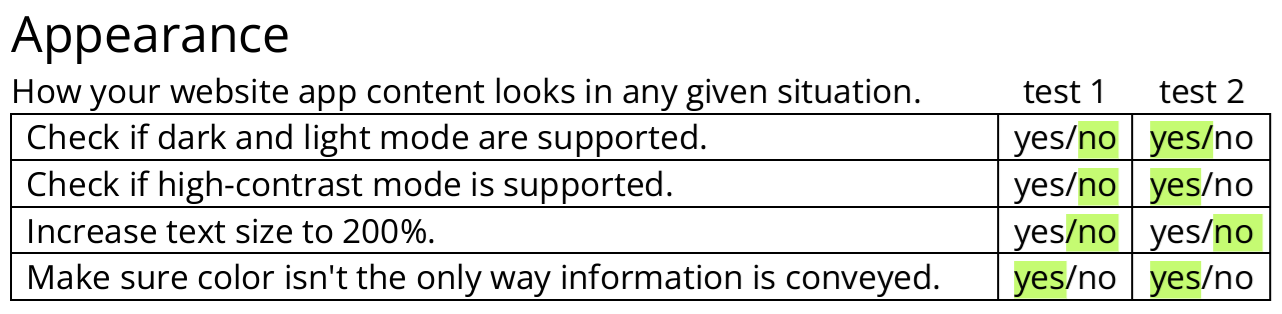 Appearance
How your website app content looks in any given situation. test 1 test 2
Check if dark and light mode are supported. yes/no yes/no
Check if high-contrast mode is supported. yes/no yes/no
Increase text size to 200%. yes/no yes/no
Make sure color isn't the only way information is conveyed. yes/no yes/no